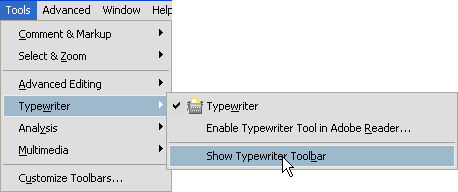 Tools Advanced Window Help
Comment & Markup
Select & Zoom
Advanced Editing
Typewriter
Analysis
Multimedia
Customize Toolbars...
Typewriter
Enable Typewriter Tool in Adobe Reader...
Show Typewriter Toolbar